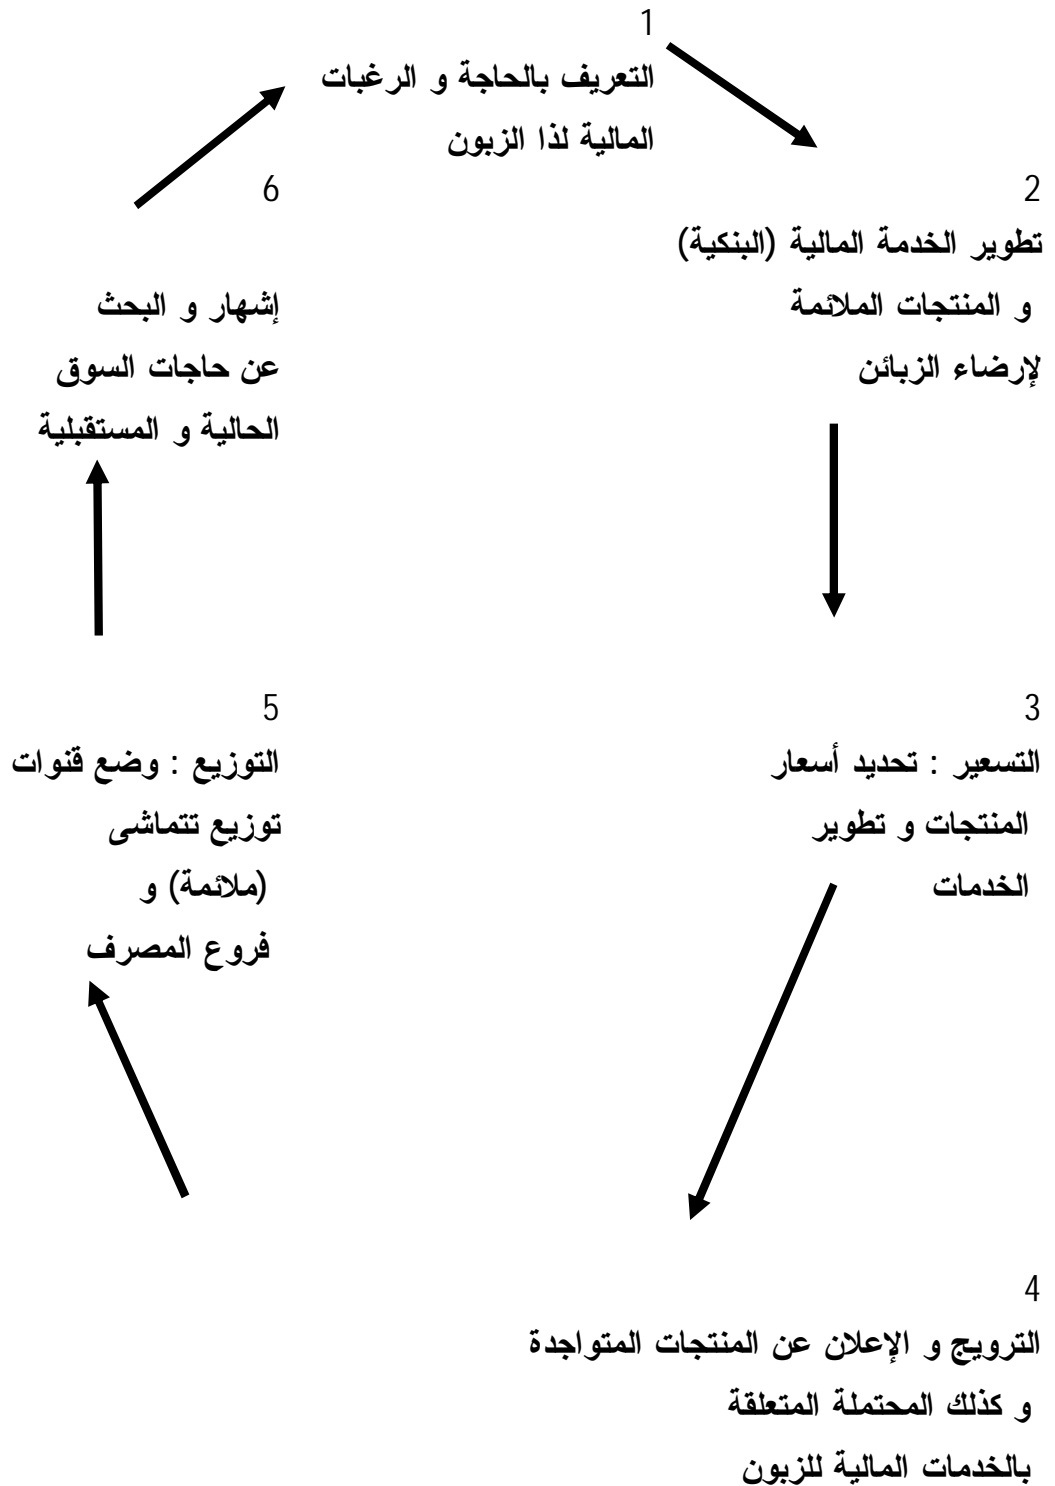 1
التعريف بالحاجة و الرغبات
المالية لذا الزبون
2
تطوير الخدمة المالية (البنكية)
و المنتجات الملائمة
لإرضاء الزبائن
3
التسعير : تحديد أسعار
المنتجات و تطوير
الخدمات
4
الترويج و الإعلان عن المنتجات المتواجدة
و كذلك المحتملة المتعلقة
بالخدمات المالية للزبون
5
التوزيع : وضع قنوات
توزيع تتماشى
(ملائمة) و
فروع المصرف
6
إشهار و البحث
عن حاجات السوق
الحالية و المستقبلية